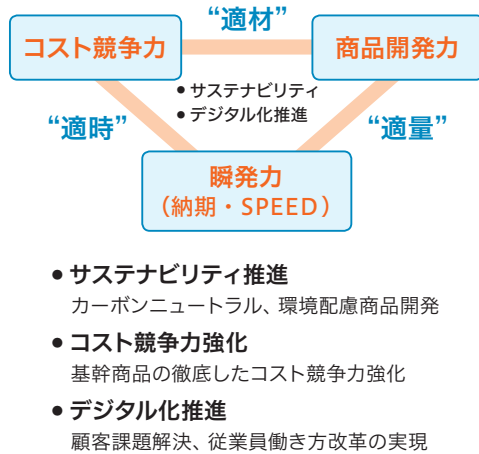 “適材”
コスト競争力
商品開発力
● サステナビリティ
● デジタル化推進
“適時”
“適量”
瞬発力
（納期・SPEED）
● サステナビリティ推進
カーボンニュートラル、環境配慮商品開発
● コスト競争力強化
基幹商品の徹底したコスト競争力強化
● デジタル化推進
顧客課題解決、従業員働き方改革の実現